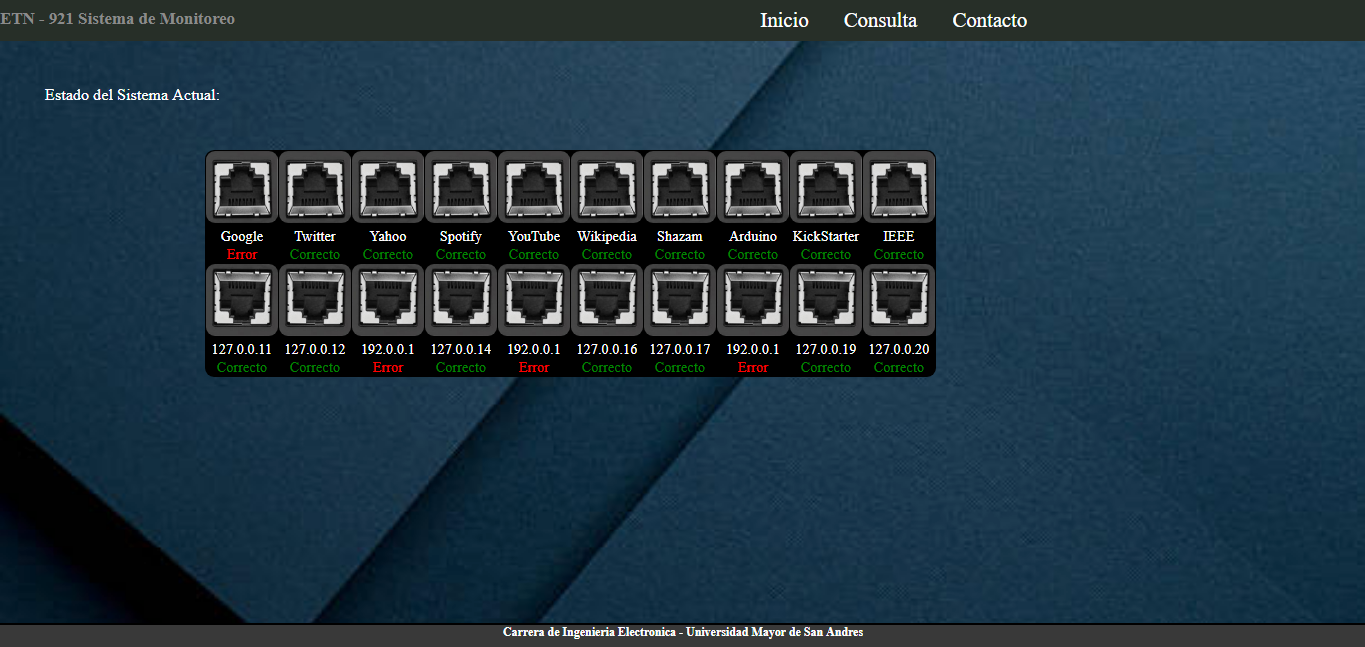 ETN - 921 Sistema de Monitoreo Inicio Consulta Contacto
Estado del Sistema Actual:
Google Twitter Yahoo Spotify YouTube Wikipedia Shazam Arduino KickStarter IEEE
Error Correcto Correcto Correcto Correcto Correcto Correcto Correcto Correcto Correcto
127.0.0.11 127.0.0.12 192.0.0.1 127.0.0.14 192.0.0.1 127.0.0.16 127.0.0.17 192.0.0.1 127.0.0.19 127.0.0.20
Correcto Correcto Error Correcto Error Correcto Correcto Error Correcto Correcto
Carrera de Ingenieria Electronica - Universidad Mayor de San Andres